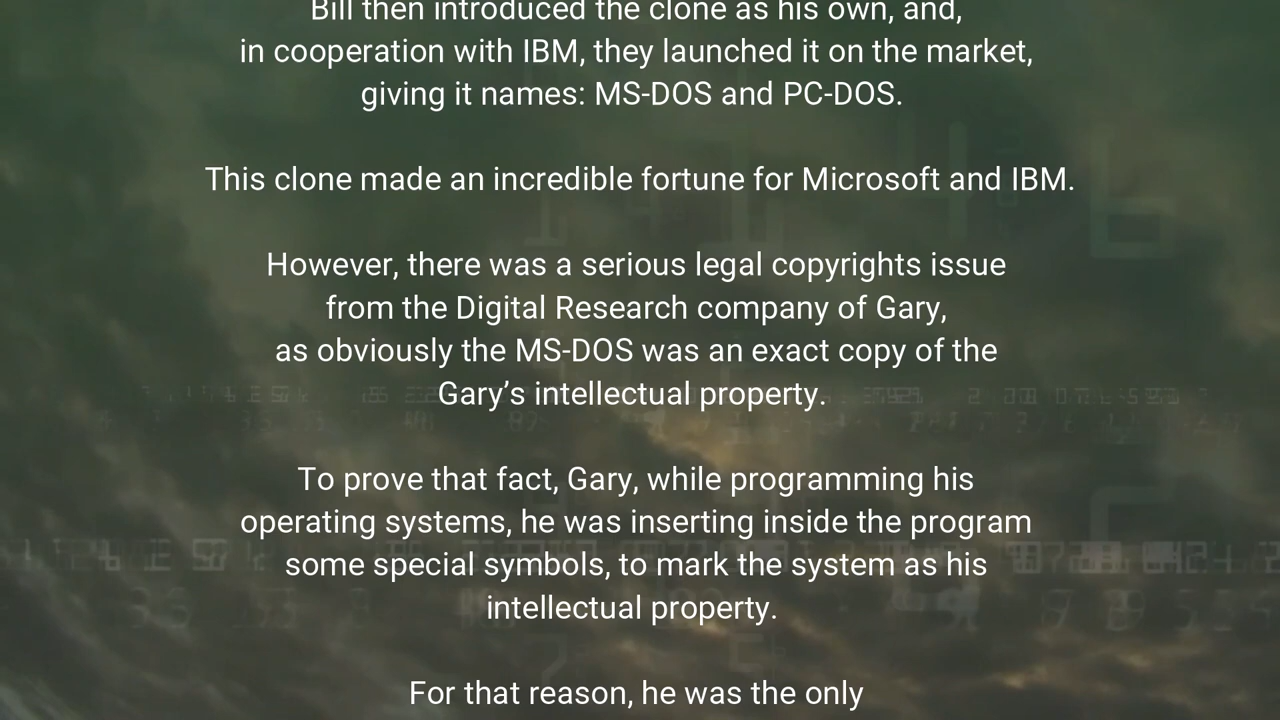 Bill then introduced the clone as his own, and,
in cooperation with IBM, they launched it on the market,
giving it names: MS-DOS and PC-DOS.
This clone made an incredible fortune for Microsoft and IBM.
However, there was a serious legal copyrights issue
from the Digital Research company of Gary,
as obviously the MS-DOS was an exact copy of the
Gary’s intellectual property.
To prove that fact, Gary, while programming his
operating systems, he was inserting inside the program
some special symbols, to mark the system as his
intellectual property.
For that reason, he was the only